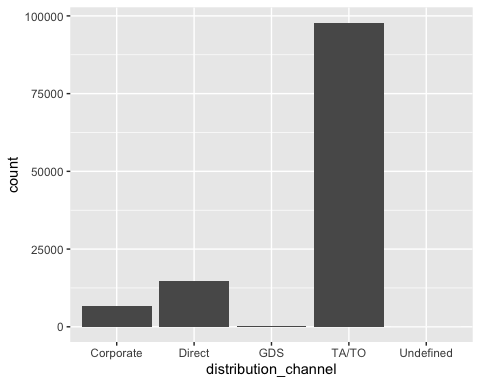 100000
75000
50000
25000
0
count
Corporate Direct GDS TA/TO Undefined
distribution_channel